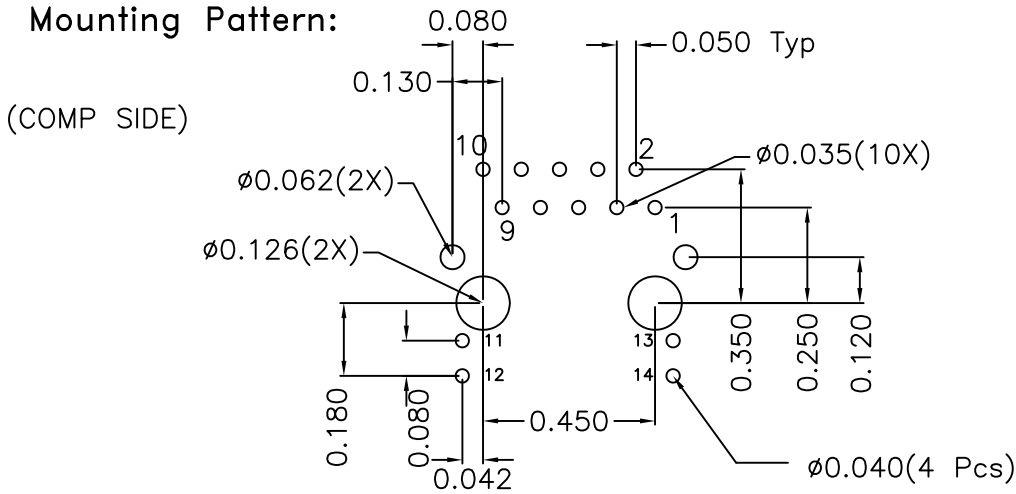 Mounting Pattern:
0.080
0.050 Typ
0.130
(COMP SIDE)
10
2
ø0.035(10X)
ø0.062(2X)
9
1
ø0.126(2X)
11
13
12
14
0.350
0.250
0.120
0.180
0.080
0.450
0.042
ø0.040(4 Pcs)